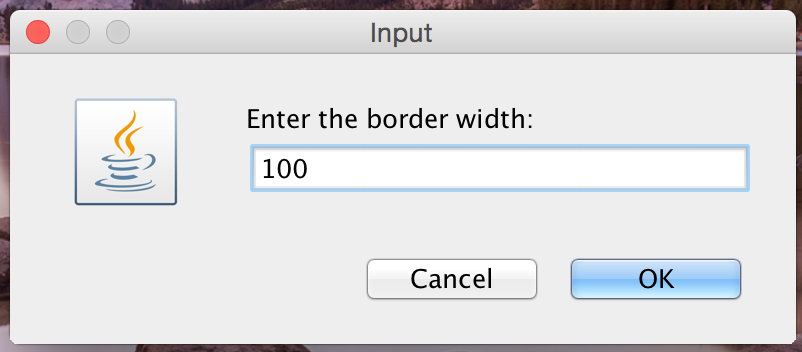 Input
Enter the border width:
100
Cancel
OK